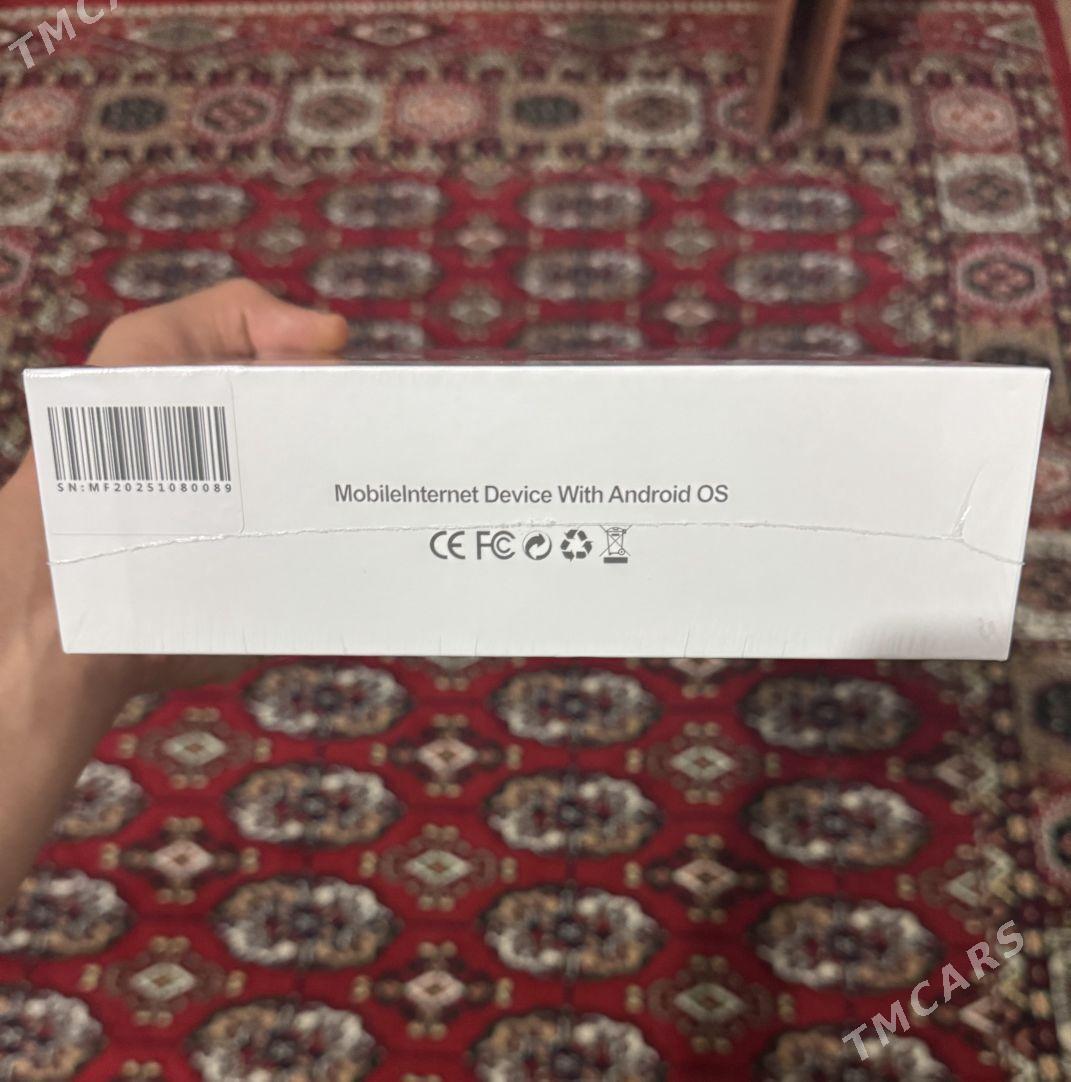 TMCARS
SN:MF20251080089
MobileInternet Device With Android OS
CE FC
TMCARS